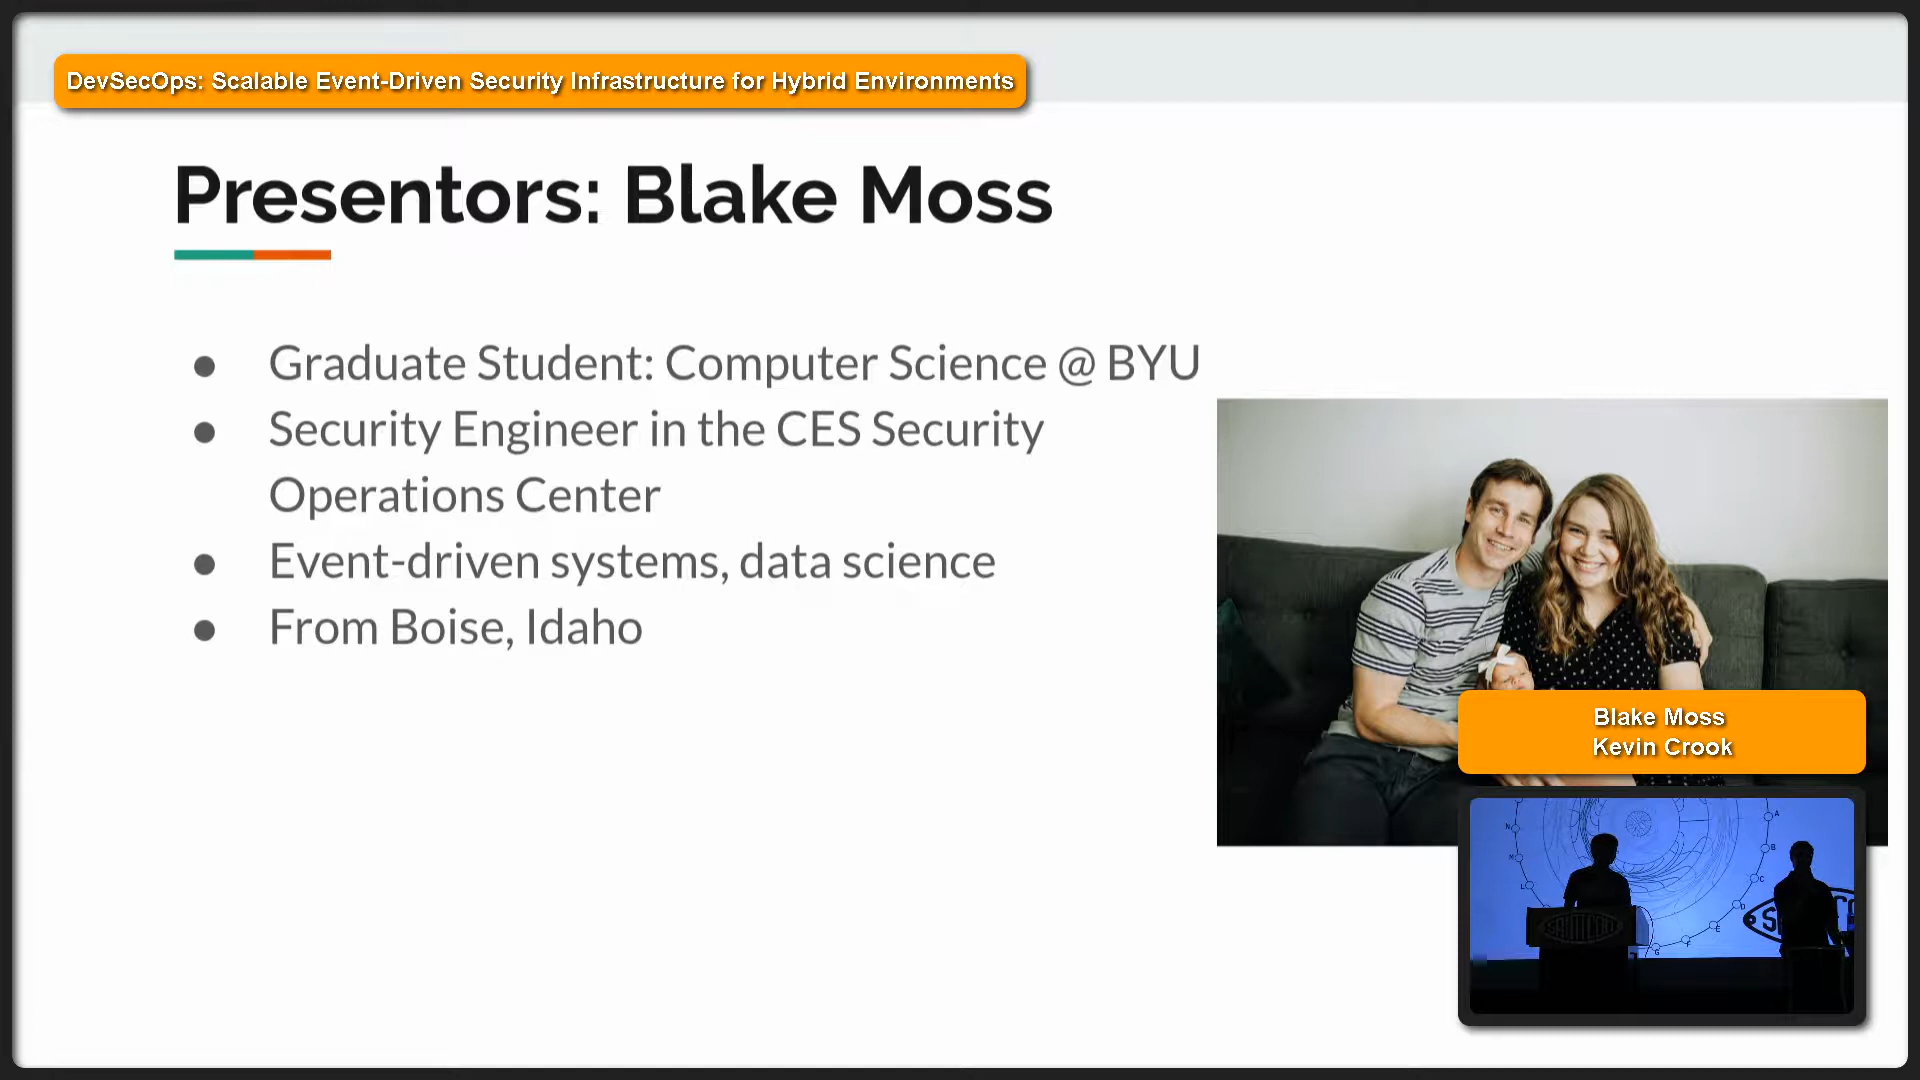 DevSecOps: Scalable Event-Driven Security Infrastructure for Hybrid Environments
Presentors: Blake Moss
● Graduate Student: Computer Science @ BYU
● Security Engineer in the CES Security
Operations Center
● Event-driven systems, data science
● From Boise, Idaho
Blake Moss
Kevin Crook
A
B
C
D
E
F
G
L
M
N
SAINTCON